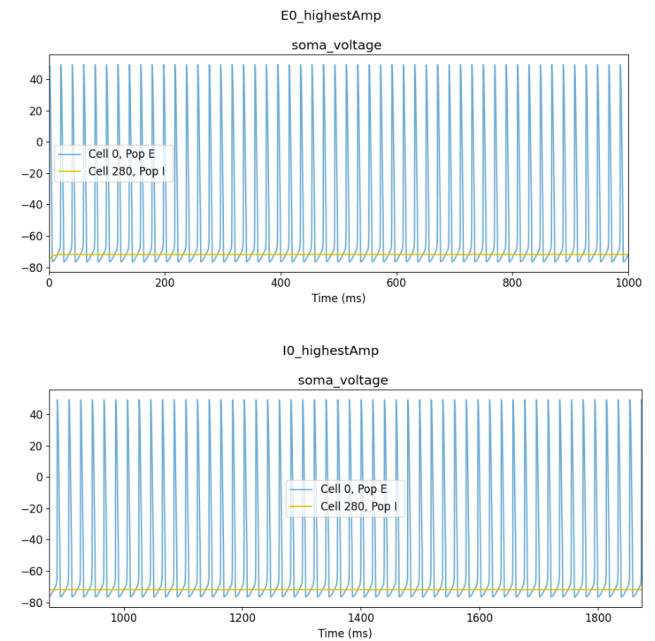 E0_highestAmp
soma_voltage
40
20
0
−20
−40
−60
−80
Cell 0, Pop E
Cell 280, Pop I
0 200 400 600 800 1000
Time (ms)
I0_highestAmp
soma_voltage
40
20
0
−20
−40
−60
−80
Cell 0, Pop E
Cell 280, Pop I
1000 1200 1400 1600 1800
Time (ms)